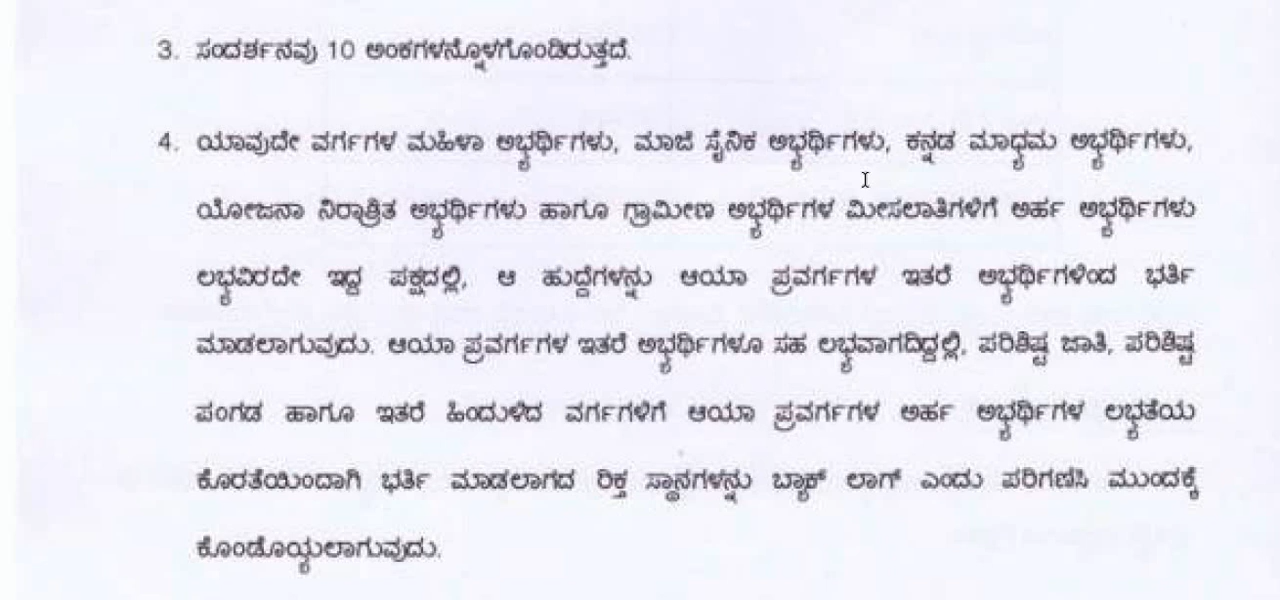 3. ಸಂದರ್ಶನವು 10 ಅಂಕಗಳನ್ನೊಳಗೊಂಡಿರುತ್ತದೆ.
4. ಯಾವುದೇ ವರ್ಗಗಳ ಮಹಿಳಾ ಅಭ್ಯರ್ಥಿಗಳು, ಮಾಜಿ ಸೈನಿಕ ಅಭ್ಯರ್ಥಿಗಳು, ಕನ್ನಡ ಮಾಧ್ಯಮ ಅಭ್ಯರ್ಥಿಗಳು,
ಯೋಜನಾ ನಿರಾಶ್ರಿತ ಅಭ್ಯರ್ಥಿಗಳು ಹಾಗೂ ಗ್ರಾಮೀಣ ಅಭ್ಯರ್ಥಿಗಳ ಮೀಸಲಾತಿಗಳಿಗೆ ಅರ್ಹ ಅಭ್ಯರ್ಥಿಗಳು
ಲಭ್ಯವಿರದೇ ಇದ್ದ ಪಕ್ಷದಲ್ಲಿ, ಆ ಹುದ್ದೆಗಳನ್ನು ಆಯಾ ಪ್ರವರ್ಗಗಳ ಇತರೆ ಅಭ್ಯರ್ಥಿಗಳಿಂದ ಭರ್ತಿ
ಮಾಡಲಾಗುವುದು. ಆಯಾ ಪ್ರವರ್ಗಗಳ ಇತರೆ ಅಭ್ಯರ್ಥಿಗಳೂ ಸಹ ಲಭ್ಯವಾಗದಿದ್ದಲ್ಲಿ, ಪರಿಶಿಷ್ಟ ಜಾತಿ, ಪರಿಶಿಷ್ಟ
ಪಂಗಡ ಹಾಗೂ ಇತರೆ ಹಿಂದುಳಿದ ವರ್ಗಗಳಿಗೆ ಆಯಾ ಪ್ರವರ್ಗಗಳ ಅರ್ಹ ಅಭ್ಯರ್ಥಿಗಳ ಲಭ್ಯತೆಯ
ಕೊರತೆಯಿಂದಾಗಿ ಭರ್ತಿ ಮಾಡಲಾಗದ ರಿಕ್ತ ಸ್ಥಾನಗಳನ್ನು ಬ್ಯಾಕ್ ಲಾಗ್ ಎಂದು ಪರಿಗಣಿಸಿ ಮುಂದಕ್ಕೆ
ಕೊಂಡೊಯ್ಯಲಾಗುವುದು.